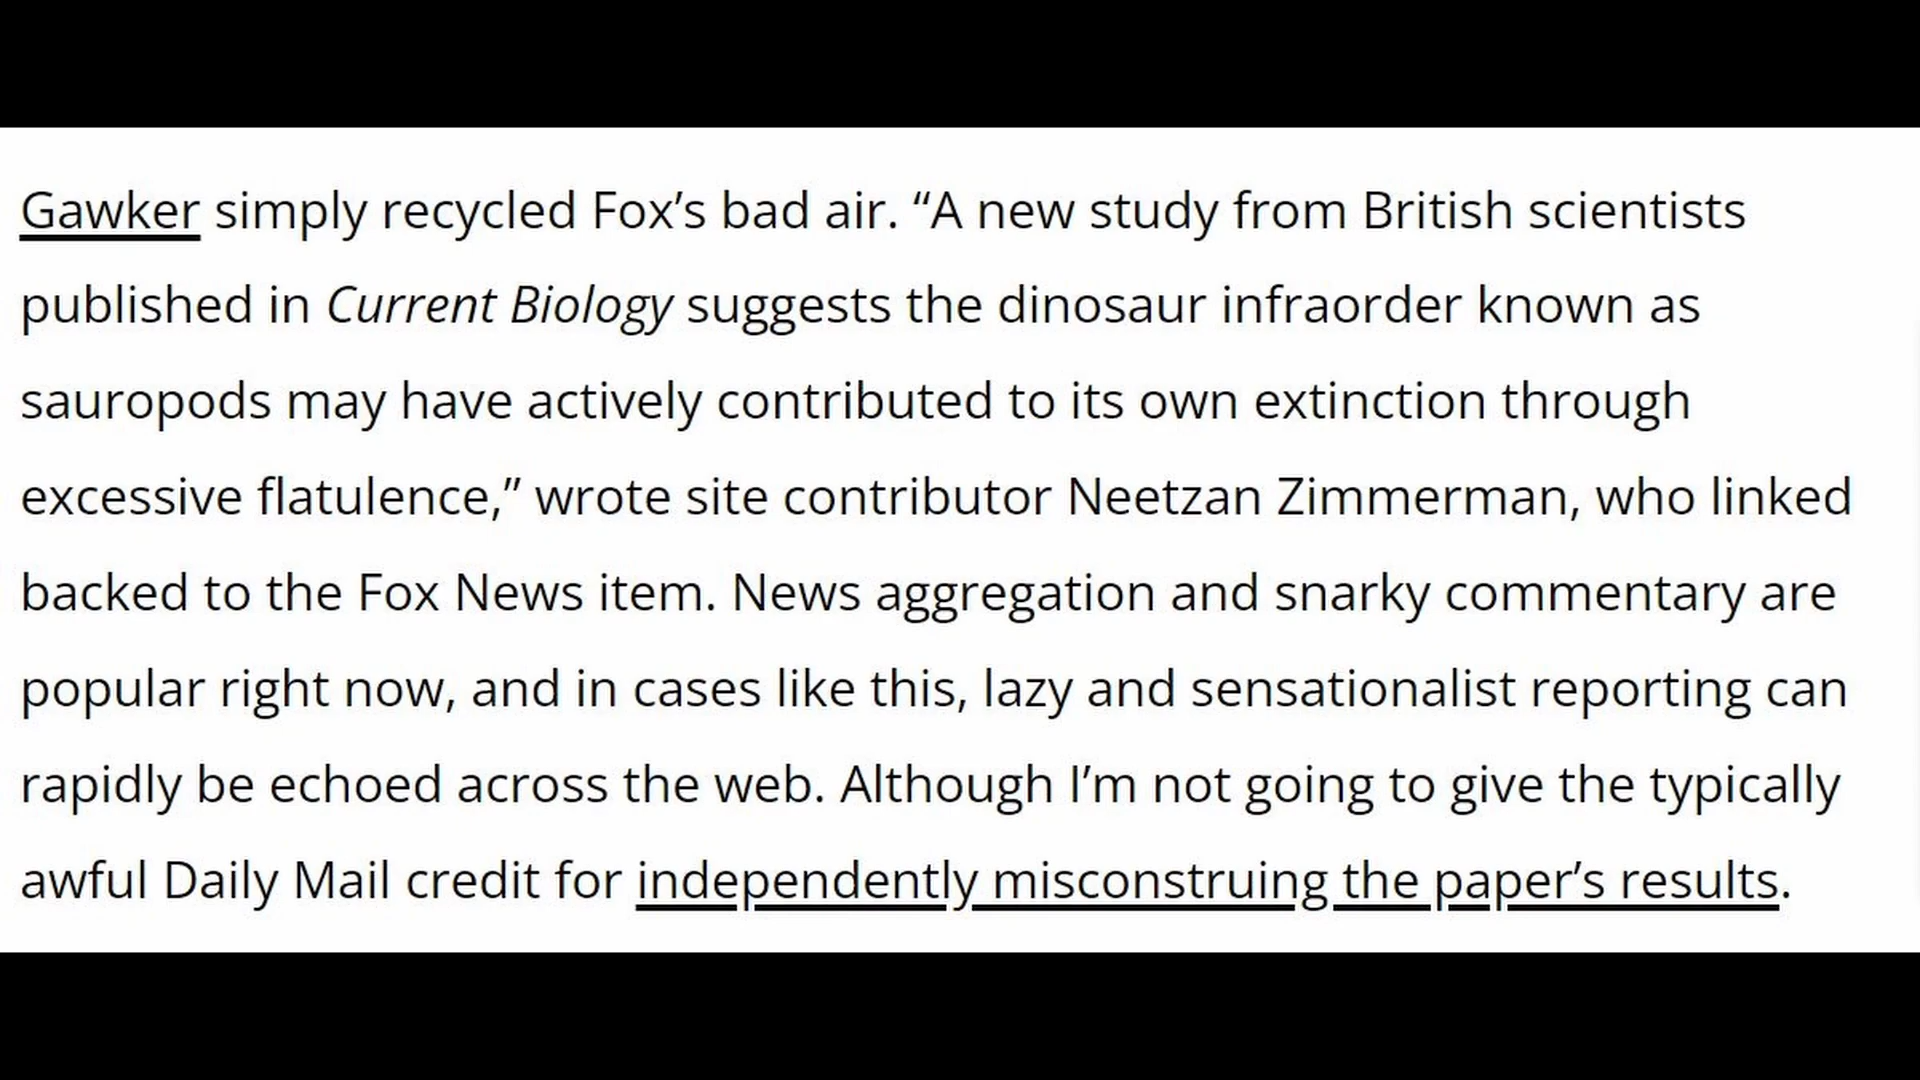 Gawker simply recycled Fox’s bad air. “A new study from British scientists
published in Current Biology suggests the dinosaur infraorder known as
sauropods may have actively contributed to its own extinction through
excessive flatulence,” wrote site contributor Neetzan Zimmerman, who linked
backed to the Fox News item. News aggregation and snarky commentary are
popular right now, and in cases like this, lazy and sensationalist reporting can
rapidly be echoed across the web. Although I’m not going to give the typically
awful Daily Mail credit for independently misconstruing the paper’s results.